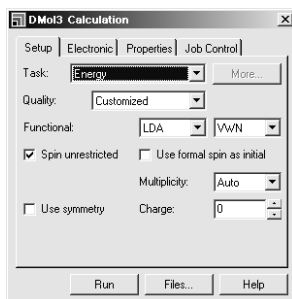 DMol3 Calculation
Setup Electronic Properties Job Control
Task: Energy More...
Quality: Customized
Functional: LDA VWN
Spin unrestricted Use formal spin as initial
Multiplicity: Auto
Use symmetry Charge: 0
Run Files... Help